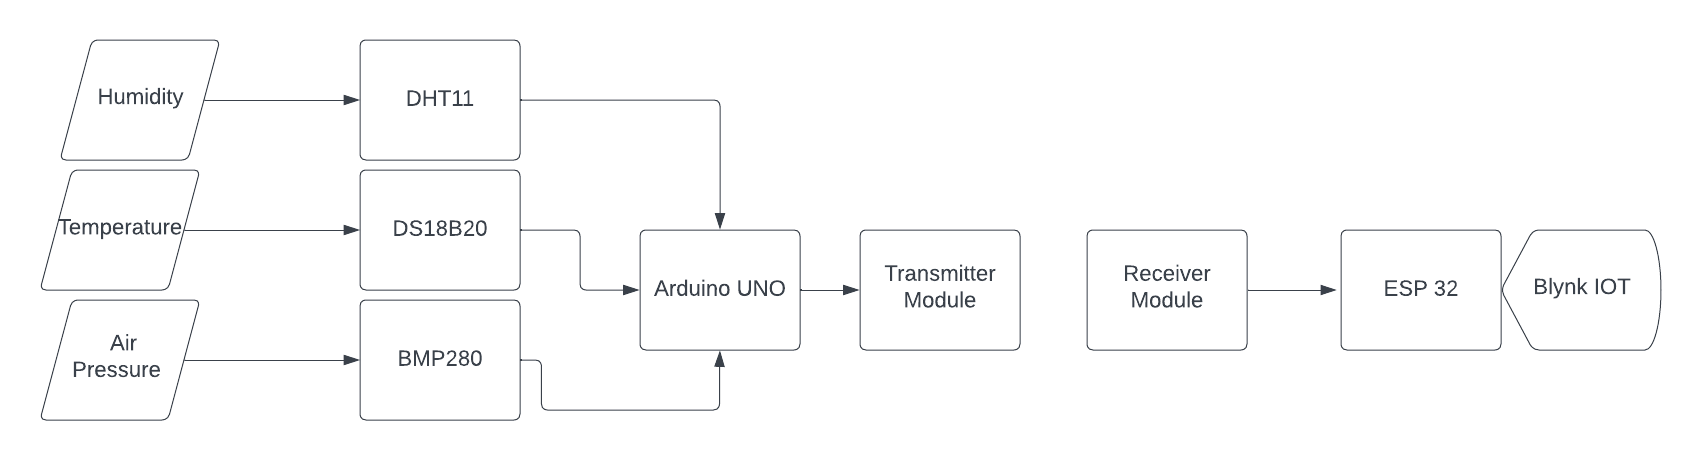 Humidity
DHT11
Temperature
DS18B20
Air
Pressure
BMP280
Arduino UNO
Transmitter
Module
Receiver
Module
ESP 32
Blynk IOT